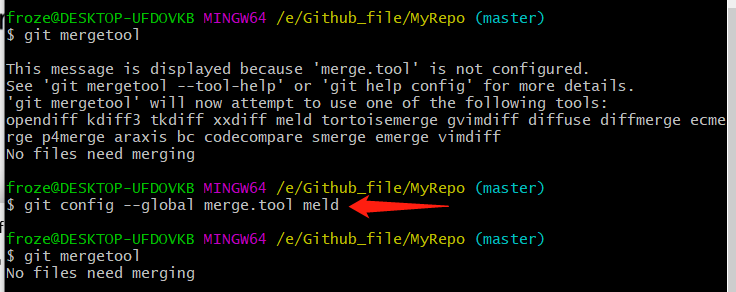 froze@DESKTOP-UFDOVKB MINGW64 /e/Github_file/MyRepo (master)
$ git mergetool
This message is displayed because 'merge.tool' is not configured.
See 'git mergetool --tool-help' or 'git help config' for more details.
'git mergetool' will now attempt to use one of the following tools:
opendiff kdiff3 tkdiff xxdiff meld tortoisemerge gvimdiff diffuse diffmerge ecme
rge p4merge araxis bc codecompare smerge emerge vimdiff
No files need merging
froze@DESKTOP-UFDOVKB MINGW64 /e/Github_file/MyRepo (master)
$ git config --global merge.tool meld
froze@DESKTOP-UFDOVKB MINGW64 /e/Github_file/MyRepo (master)
$ git mergetool
No files need merging